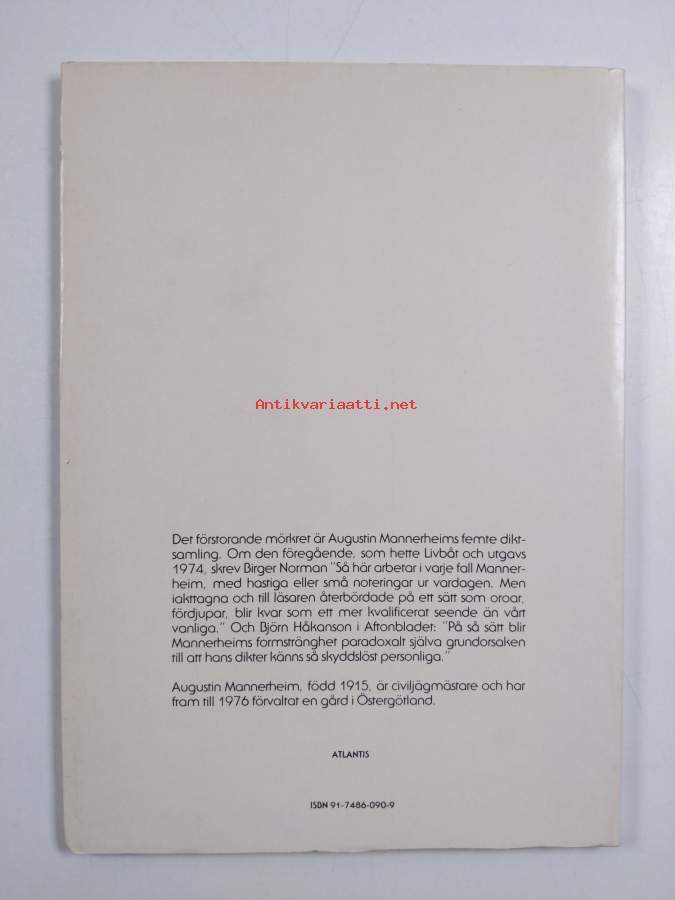 Antikvariaatti.net
Det förstorande mörkret är Augustin Mannerheims femte dikt-
samling. Om den föregående, som hette Livbåt och utgavs
1974, skrev Birger Norman "Så här arbetar i varje fall Manner-
heim, med hastiga eller små noteringar ur vardagen. Men
iakttagna och till läsaren återbördade på ett sätt som oroar,
fördjupar, blir kvar som ett mer kvalificerat seende än vårt
vanliga." Och Björn Håkanson i Aftonbladet: "På så sätt blir
Mannerheims formstränghet paradoxalt själva grundorsaken
till att hans dikter känns så skyddslöst personliga."
Augustin Mannerheim, född 1915, är civiljägmästare och har
fram till 1976 förvaltat en gård i Östergötland.
ATLANTIS
ISBN 91-7486-090-9